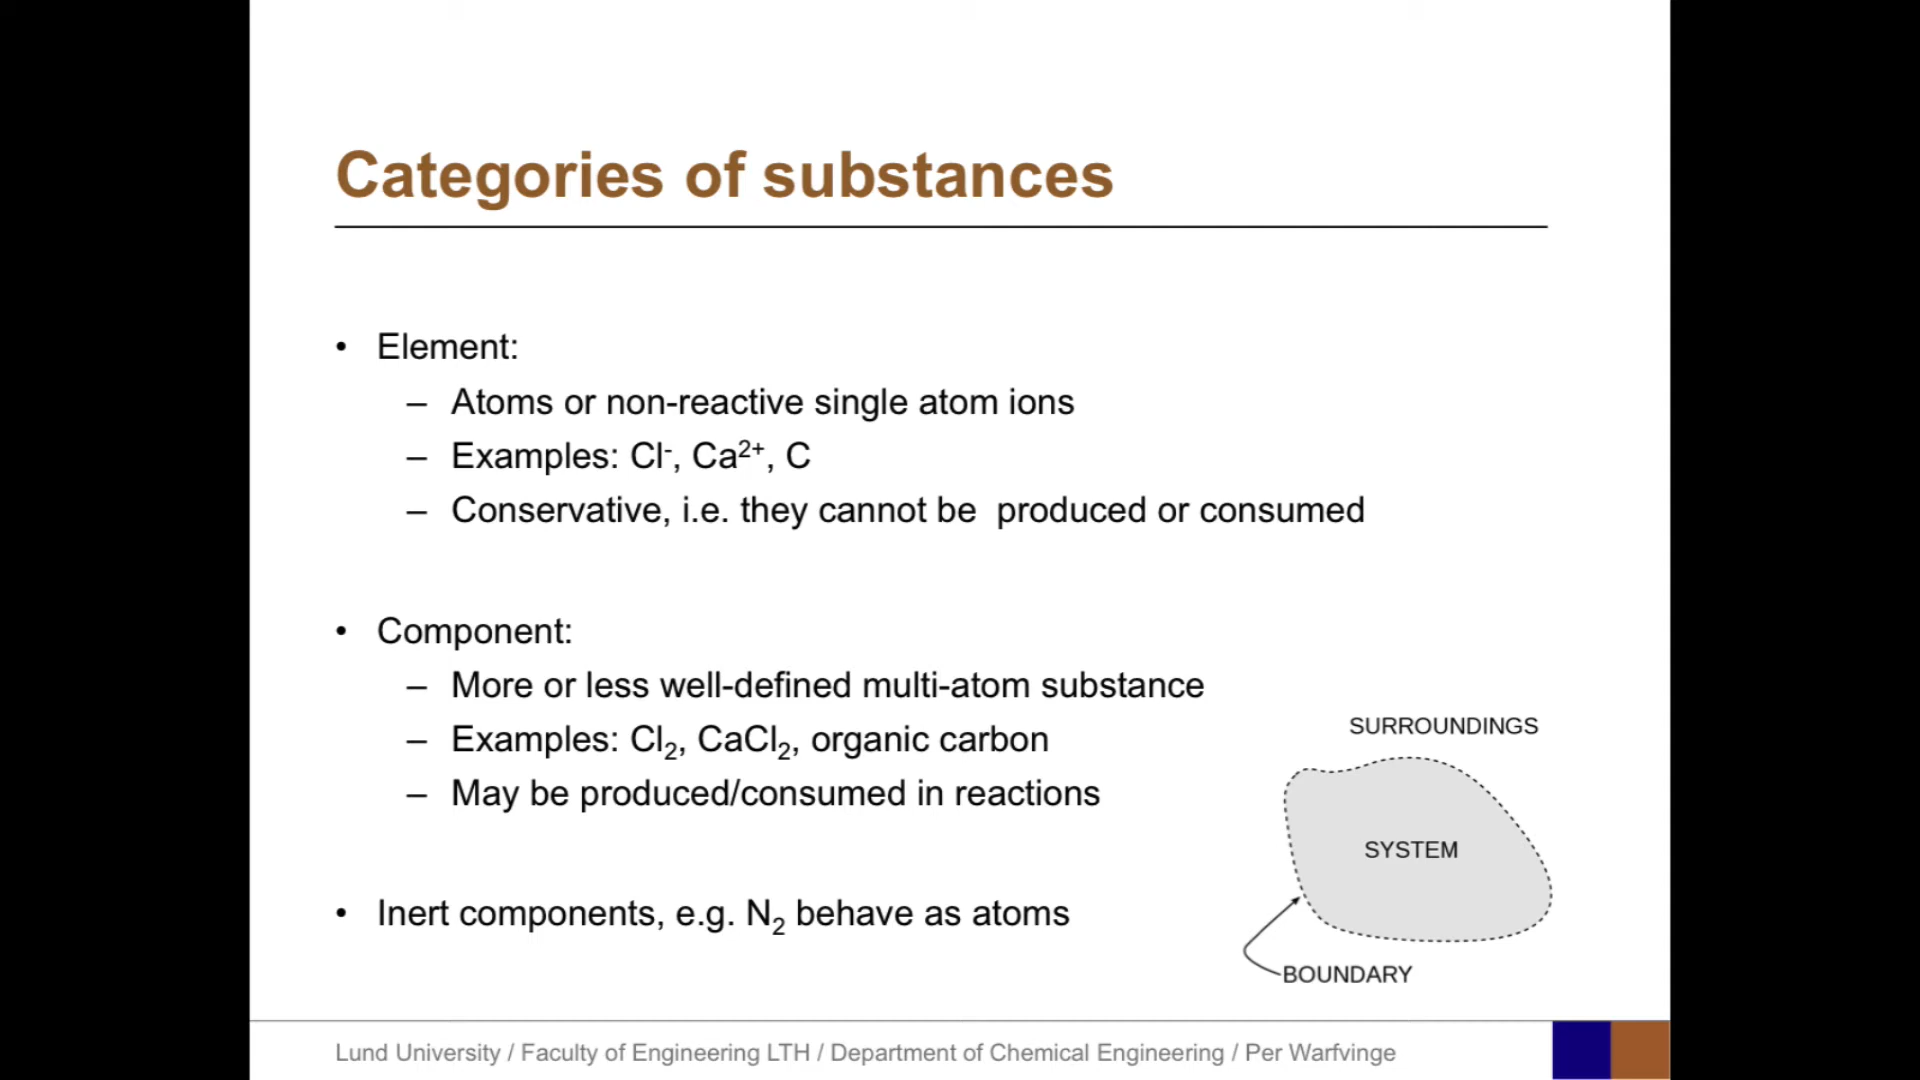 Categories of substances
• Element:
– Atoms or non-reactive single atom ions
– Examples: Cl⁻, Ca²⁺, C
– Conservative, i.e. they cannot be  produced or consumed
• Component:
– More or less well-defined multi-atom substance
– Examples: Cl₂, CaCl₂, organic carbon
– May be produced/consumed in reactions
• Inert components, e.g. N₂ behave as atoms
SURROUNDINGS
SYSTEM
BOUNDARY
Lund University / Faculty of Engineering LTH / Department of Chemical Engineering / Per Warfvinge